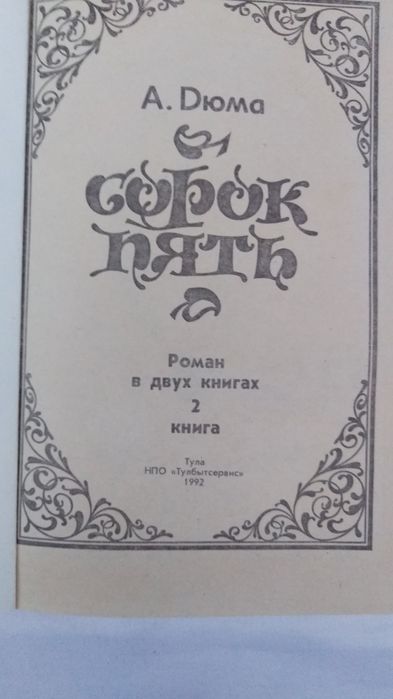 А. Дюма
сорок
пять
Роман
в двух книгах
2
книга
Тула
НПО «Тулбытсервис»
1992